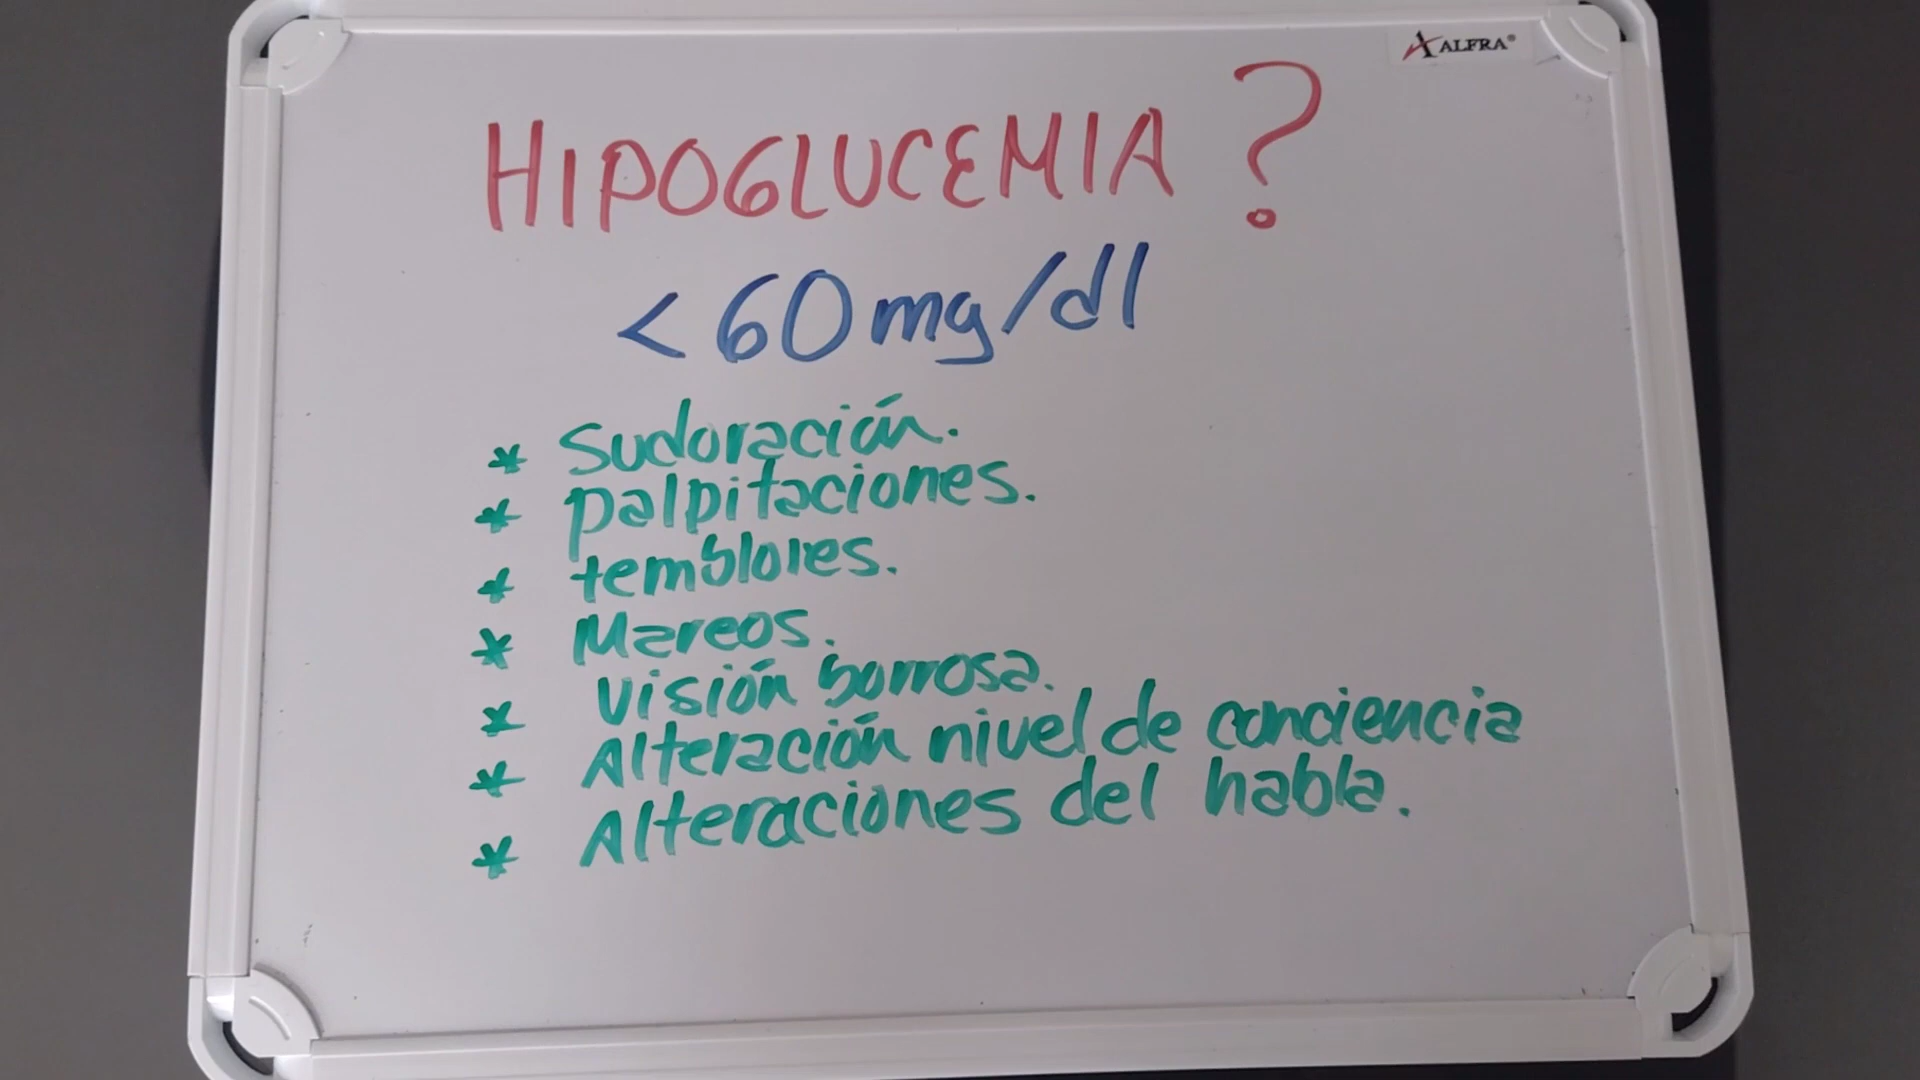 ALFRA®
HIPOGLUCEMIA ?
< 60 mg/dl
* Sudoración.
* palpitaciones.
* temblores.
* Mareos.
* Visión borrosa.
* Alteración nivel de conciencia
* Alteraciones del habla.